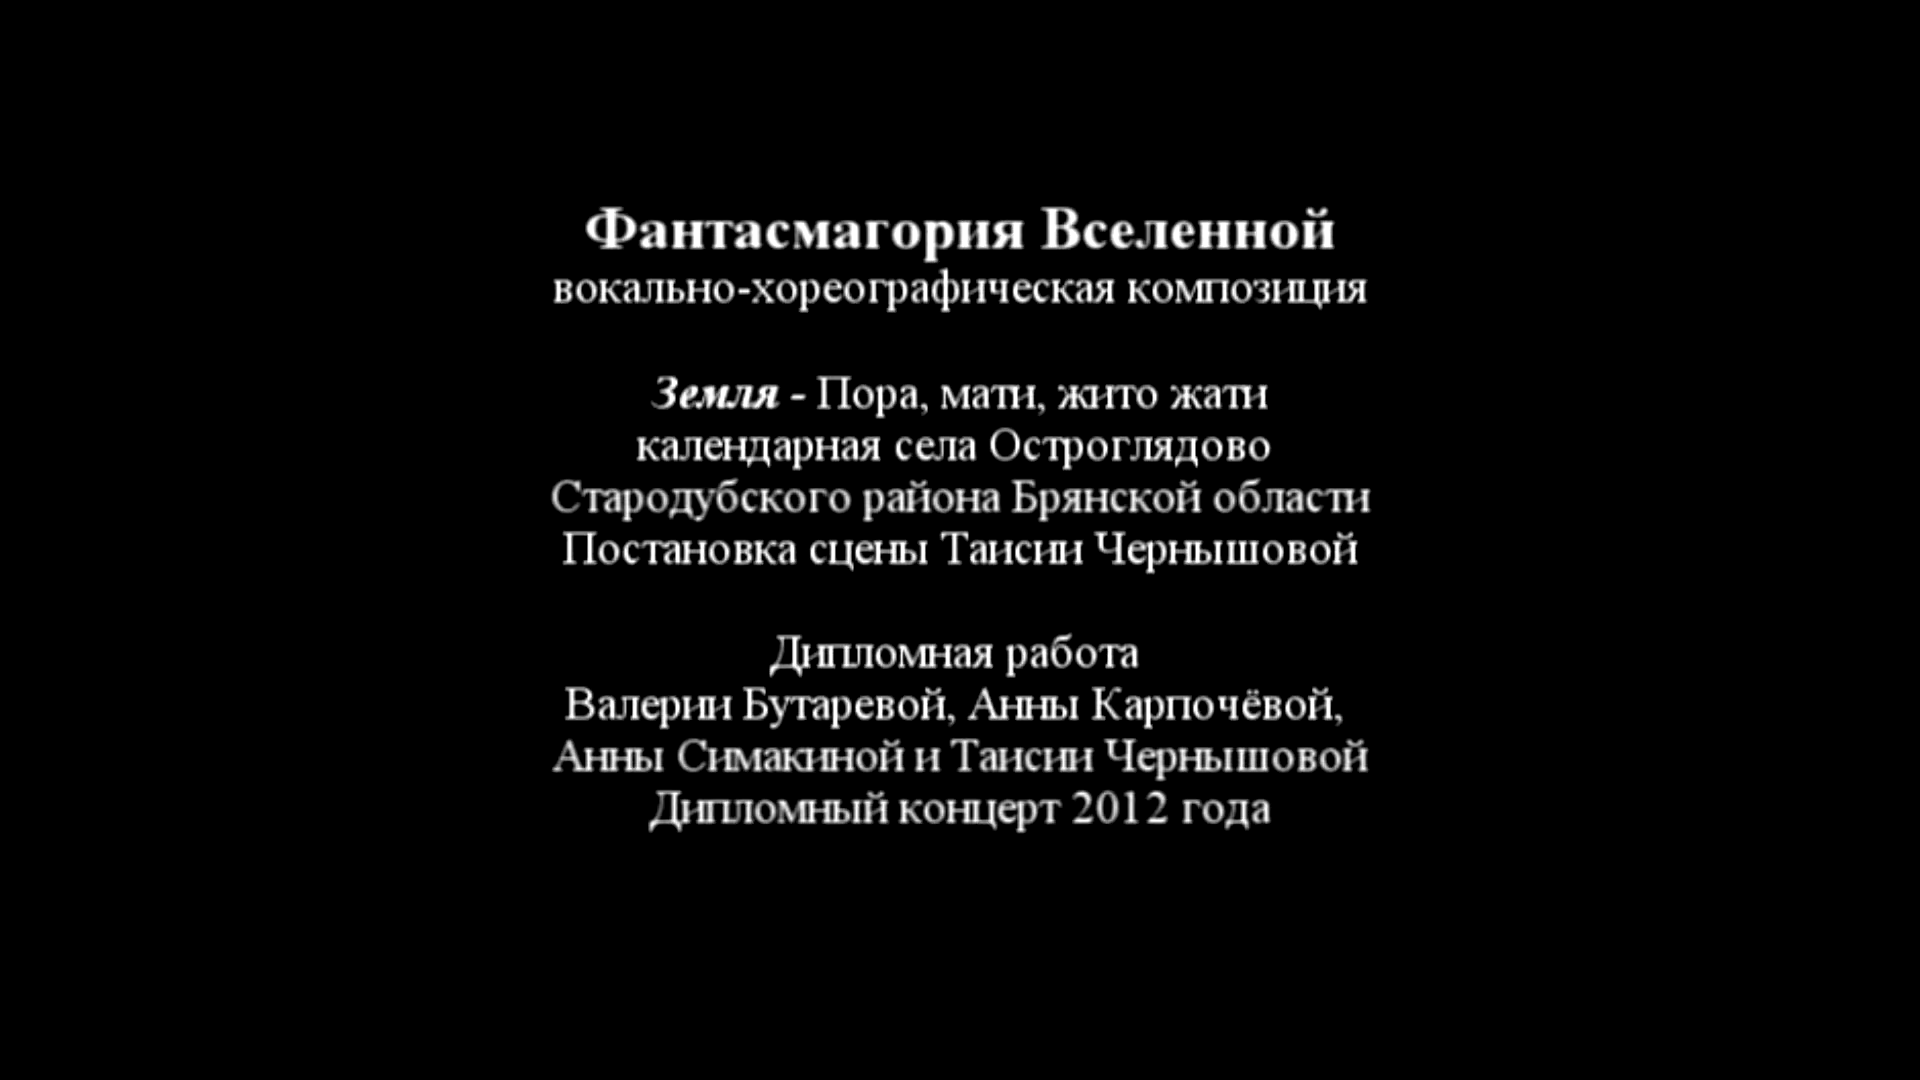 Фантасмагория Вселенной
вокально-хореографическая композиция
Земля - Пора, мати, жито жати
календарная села Остроглядово
Стародубского района Брянской области
Постановка сцены Таисии Чернышовой
Дипломная работа
Валерии Бутаревой, Анны Карпочёвой,
Анны Симакиной и Таисии Чернышовой
Дипломный концерт 2012 года